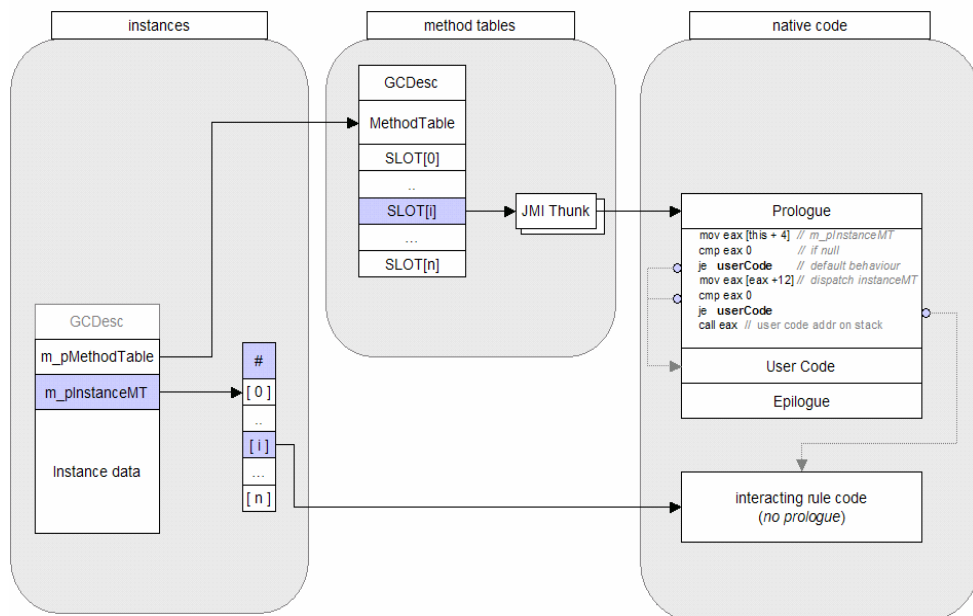 instances
method tables
native code
GCDesc
MethodTable
SLOT[0]
..
SLOT[i]
...
SLOT[n]
JMI Thunk
Prologue
mov eax [this + 4] // m_pInstanceMT
cmp eax 0 // if null
je userCode // default behaviour
mov eax [eax +12] // dispatch instanceMT
cmp eax 0
je userCode
call eax // user code addr on stack
User Code
Epilogue
GCDesc
m_pMethodTable
m_pInstanceMT
Instance data
#
[ 0 ]
..
[ i ]
...
[ n ]
interacting rule code
(no prologue)